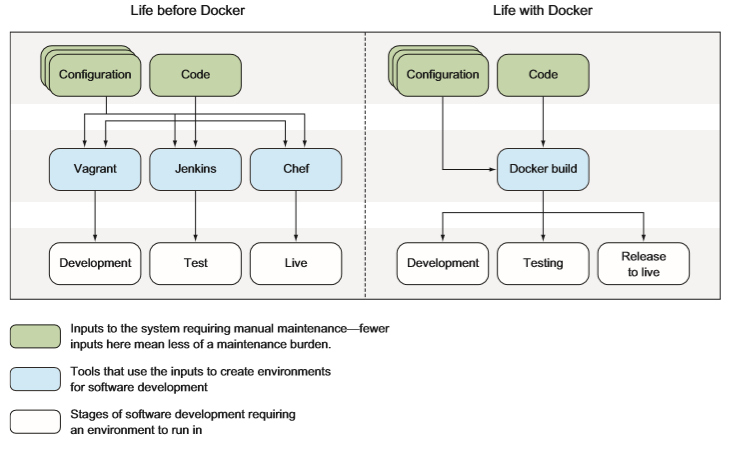 Life before Docker
Life with Docker
Configuration
Code
Configuration
Code
Vagrant
Jenkins
Chef
Docker build
Development
Test
Live
Development
Testing
Release
to live
Inputs to the system requiring manual maintenance—fewer
inputs here mean less of a maintenance burden.
Tools that use the inputs to create environments
for software development
Stages of software development requiring
an environment to run in